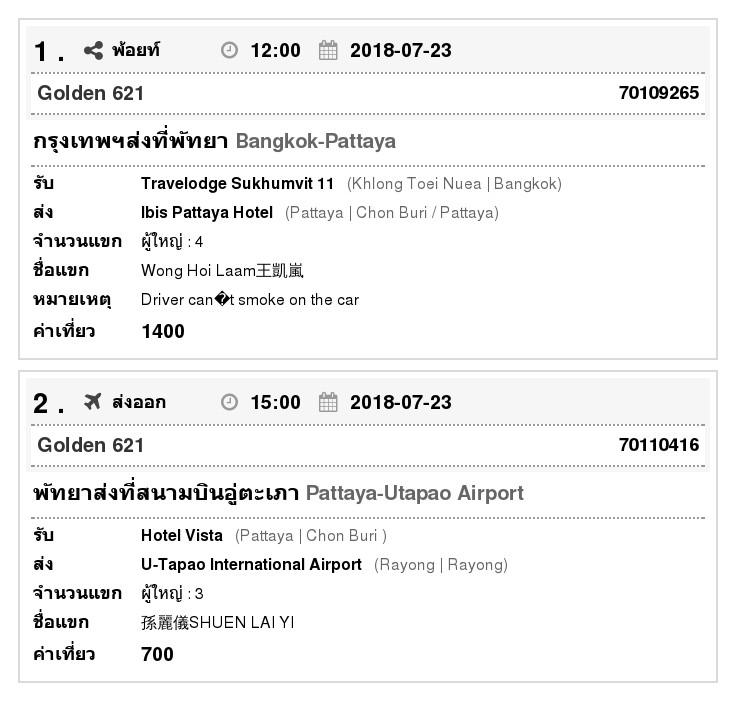 1 . พ้อยท์ 12:00 2018-07-23
Golden 621 70109265
กรุงเทพฯส่งที่พัทยา Bangkok-Pattaya
รับ Travelodge Sukhumvit 11 (Khlong Toei Nuea | Bangkok)
ส่ง Ibis Pattaya Hotel (Pattaya | Chon Buri / Pattaya)
จำนวนแขก ผู้ใหญ่ : 4
ชื่อแขก Wong Hoi Laam王凱嵐
หมายเหตุ Driver can�t smoke on the car
ค่าเที่ยว 1400
2 . ส่งออก 15:00 2018-07-23
Golden 621 70110416
พัทยาส่งที่สนามบินอู่ตะเภา Pattaya-Utapao Airport
รับ Hotel Vista (Pattaya | Chon Buri )
ส่ง U-Tapao International Airport (Rayong | Rayong)
จำนวนแขก ผู้ใหญ่ : 3
ชื่อแขก 孫麗儀SHUEN LAI YI
ค่าเที่ยว 700